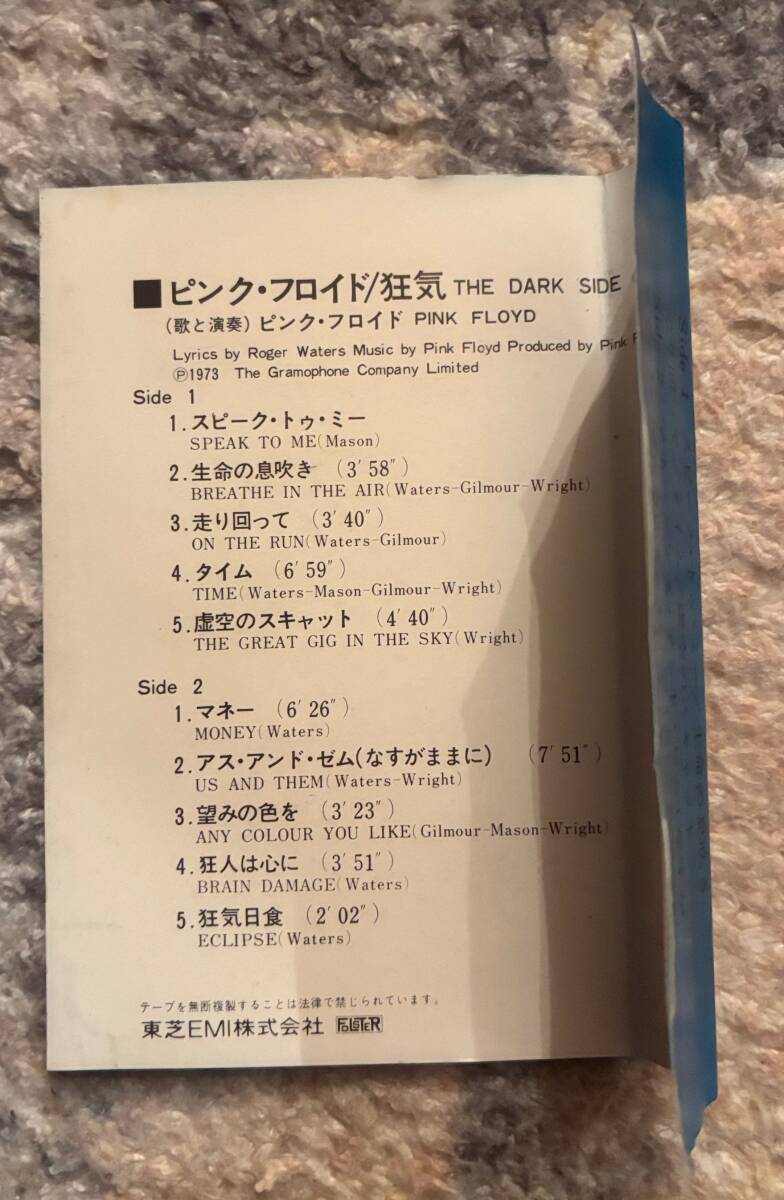 ■ピンク・フロイド/狂気 THE DARK SIDE
(歌と演奏) ピンク・フロイド PINK FLOYD
Lyrics by Roger Waters Music by Pink Floyd Produced by Pink
Ⓟ1973 The Gramophone Company Limited
Side 1
1.スピーク・トゥ・ミー
SPEAK TO ME(Mason)
2.生命の息吹き (3′58″)
BREATHE IN THE AIR(Waters-Gilmour-Wright)
3.走り回って (3′40″)
ON THE RUN(Waters-Gilmour)
4.タイム (6′59″)
TIME(Waters-Mason-Gilmour-Wright)
5.虚空のスキャット (4′40″)
THE GREAT GIG IN THE SKY(Wright)
Side 2
1.マネー (6′26″)
MONEY(Waters)
2.アス・アンド・ゼム(なすがままに) (7′51″)
US AND THEM(Waters-Wright)
3.望みの色を (3′23″)
ANY COLOUR YOU LIKE(Gilmour-Mason-Wright)
4.狂人は心に (3′51″)
BRAIN DAMAGE(Waters)
5.狂気日食 (2′02″)
ECLIPSE(Waters)
テープを無断複製することは法律で禁じられています。
東芝EMI株式会社